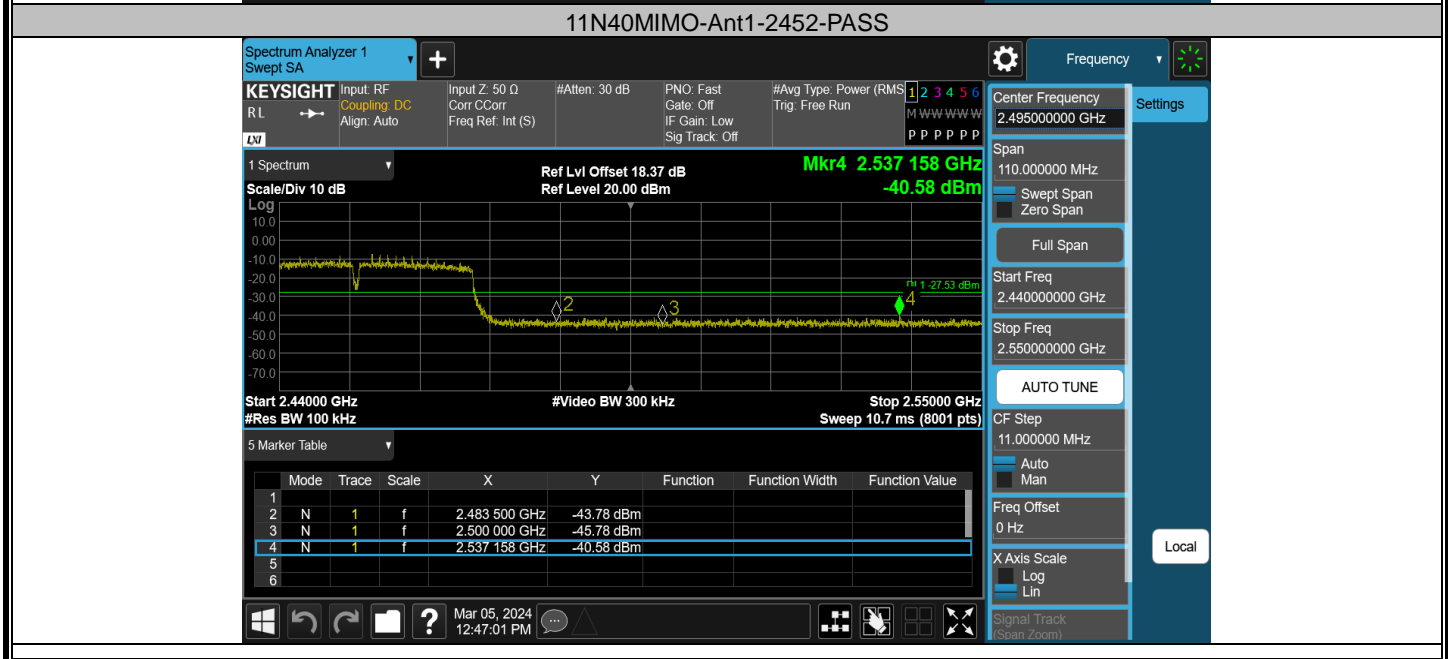 11N40MIMO-Ant1-2452-PASS
Spectrum Analyzer 1
Swept SA
Frequency
KEYSIGHT
RL
LXI
Input: RF
Coupling: DC
Align: Auto
Input Z: 50 Ω
Corr CCorr
Freq Ref: Int (S)
#Atten: 30 dB
PNO: Fast
Gate: Off
IF Gain: Low
Sig Track: Off
#Avg Type: Power (RMS
Trig: Free Run
1 2 3 4 5 6
M W W W W W
P P P P P P
1 Spectrum
Scale/Div 10 dB
Ref Lvl Offset 18.37 dB
Ref Level 20.00 dBm
Mkr4 2.537 158 GHz
-40.58 dBm
Log
10.0
0.00
-10.0
-20.0
-30.0
-40.0
-50.0
-60.0
-70.0
DL1 -27.53 dBm
2
3
4
Start 2.44000 GHz
#Video BW 300 kHz
Stop 2.55000 GHz
#Res BW 100 kHz
Sweep 10.7 ms (8001 pts)
5 Marker Table
Mode Trace Scale X Y Function Function Width Function Value
1
2 N 1 f 2.483 500 GHz -43.78 dBm
3 N 1 f 2.500 000 GHz -45.78 dBm
4 N 1 f 2.537 158 GHz -40.58 dBm
5
6
Mar 05, 2024
12:47:01 PM
Center Frequency
2.495000000 GHz
Settings
Span
110.000000 MHz
Swept Span
Zero Span
Full Span
Start Freq
2.440000000 GHz
Stop Freq
2.550000000 GHz
AUTO TUNE
CF Step
11.000000 MHz
Auto
Man
Freq Offset
0 Hz
X Axis Scale
Log
Lin
Local
Signal Track
(Span Zoom)